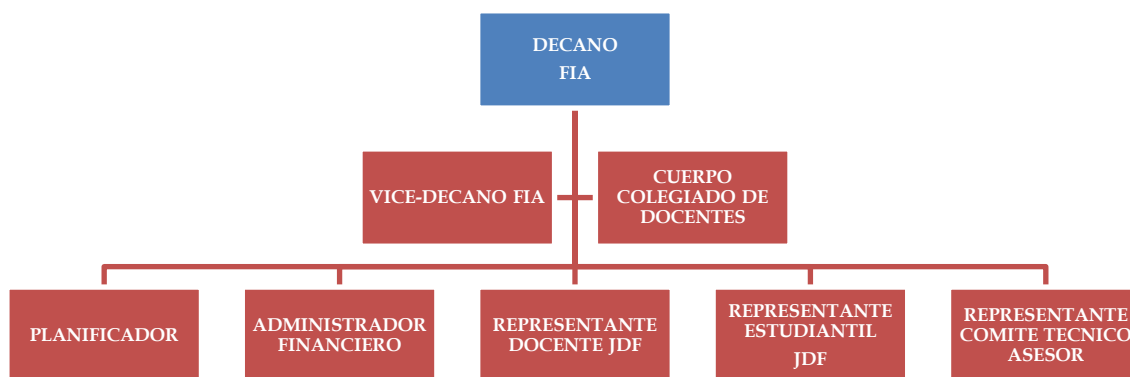 DECANO
FIA
VICE-DECANO FIA
CUERPO
COLEGIADO DE
DOCENTES
PLANIFICADOR
ADMINISTRADOR
FINANCIERO
REPRESENTANTE
DOCENTE JDF
REPRESENTANTE
ESTUDIANTIL
JDF
REPRESENTANTE
COMITE TECNICO
ASESOR